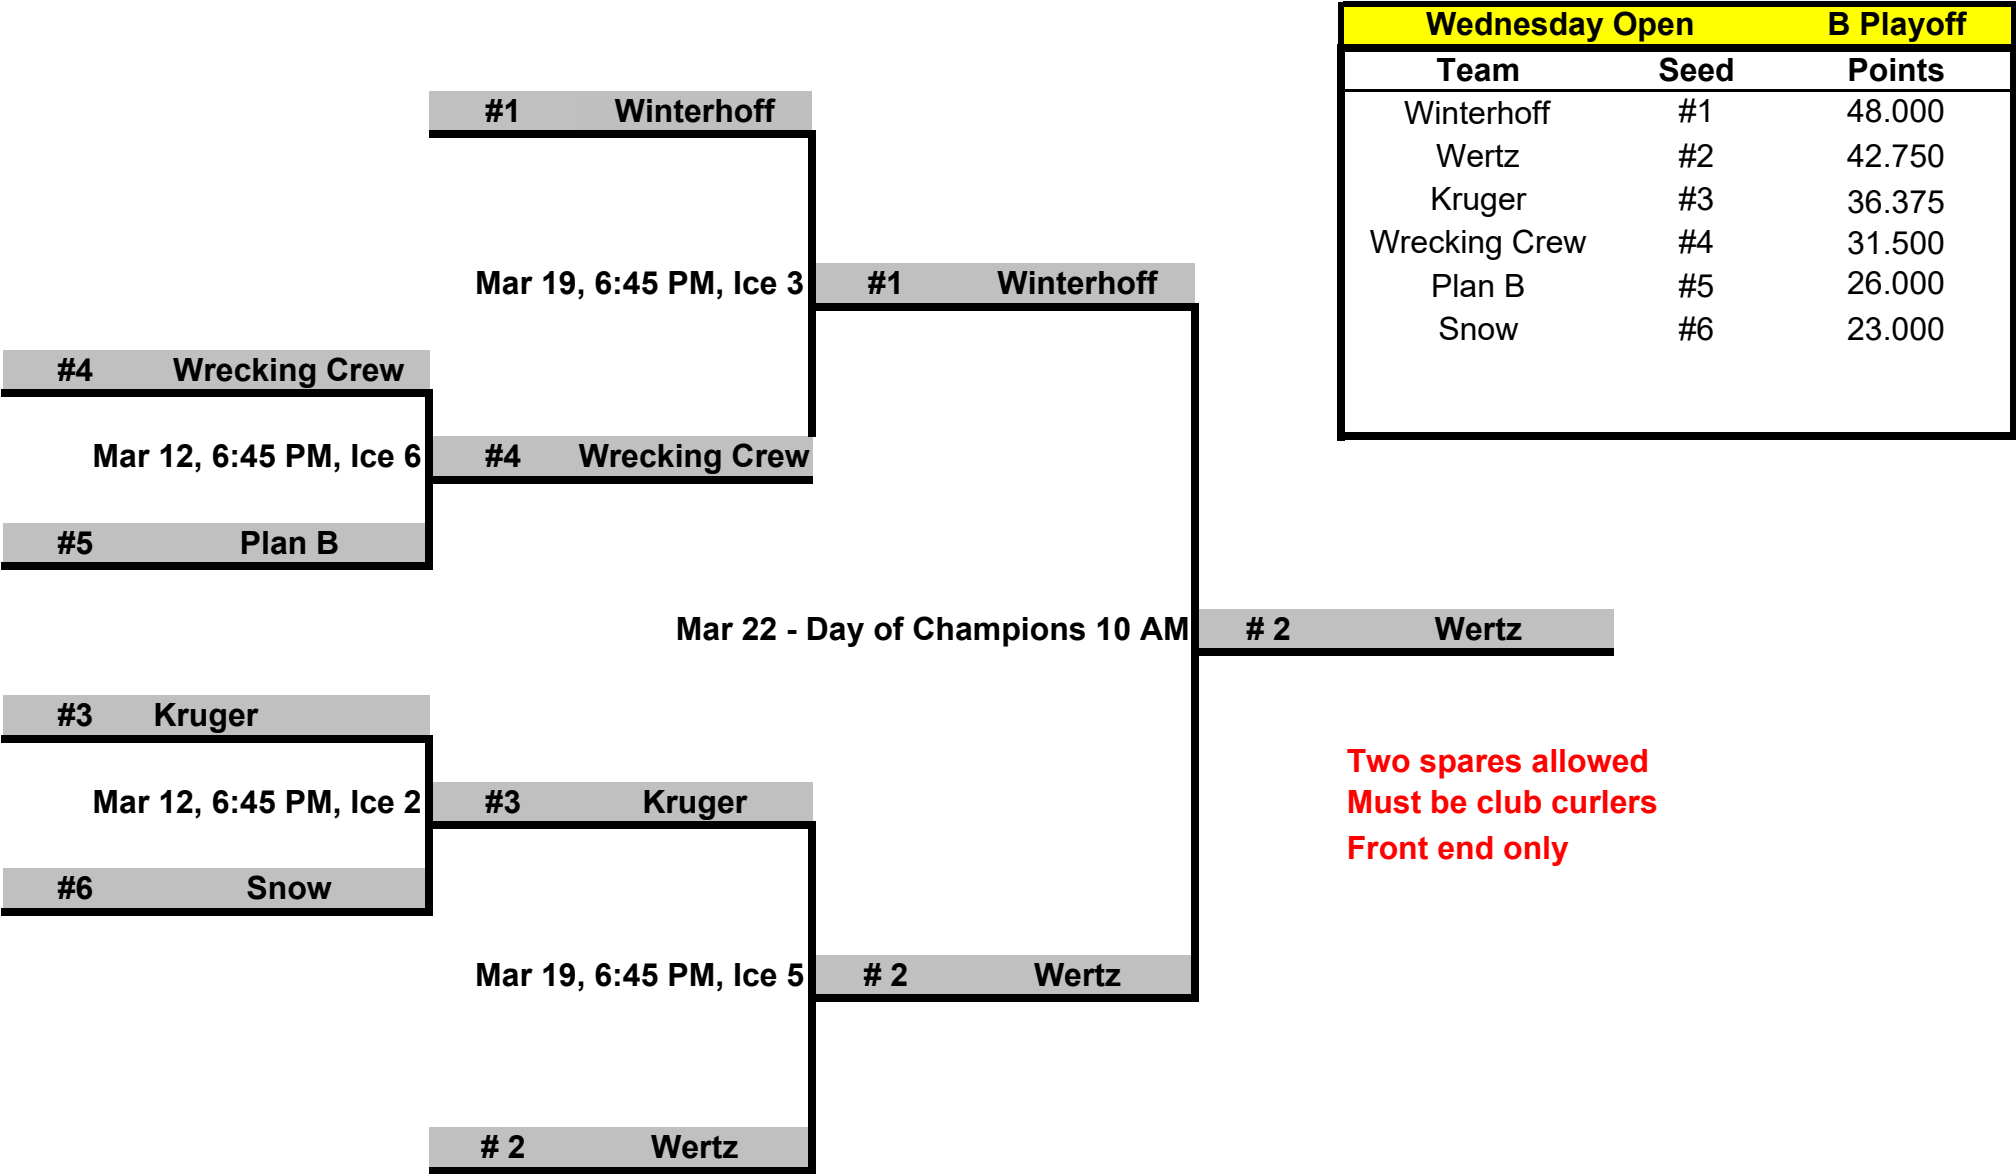 Wednesday Open B Playoff
Team Seed Points
Winterhoff #1 48.000
Wertz #2 42.750
Kruger #3 36.375
Wrecking Crew #4 31.500
Plan B #5 26.000
Snow #6 23.000
#1 Winterhoff
Mar 19, 6:45 PM, Ice 3
#1 Winterhoff
#4 Wrecking Crew
Mar 12, 6:45 PM, Ice 6
#4 Wrecking Crew
#5 Plan B
Mar 22 - Day of Champions 10 AM
# 2 Wertz
#3 Kruger
Mar 12, 6:45 PM, Ice 2
#3 Kruger
#6 Snow
Mar 19, 6:45 PM, Ice 5
# 2 Wertz
# 2 Wertz
Two spares allowed
Must be club curlers
Front end only